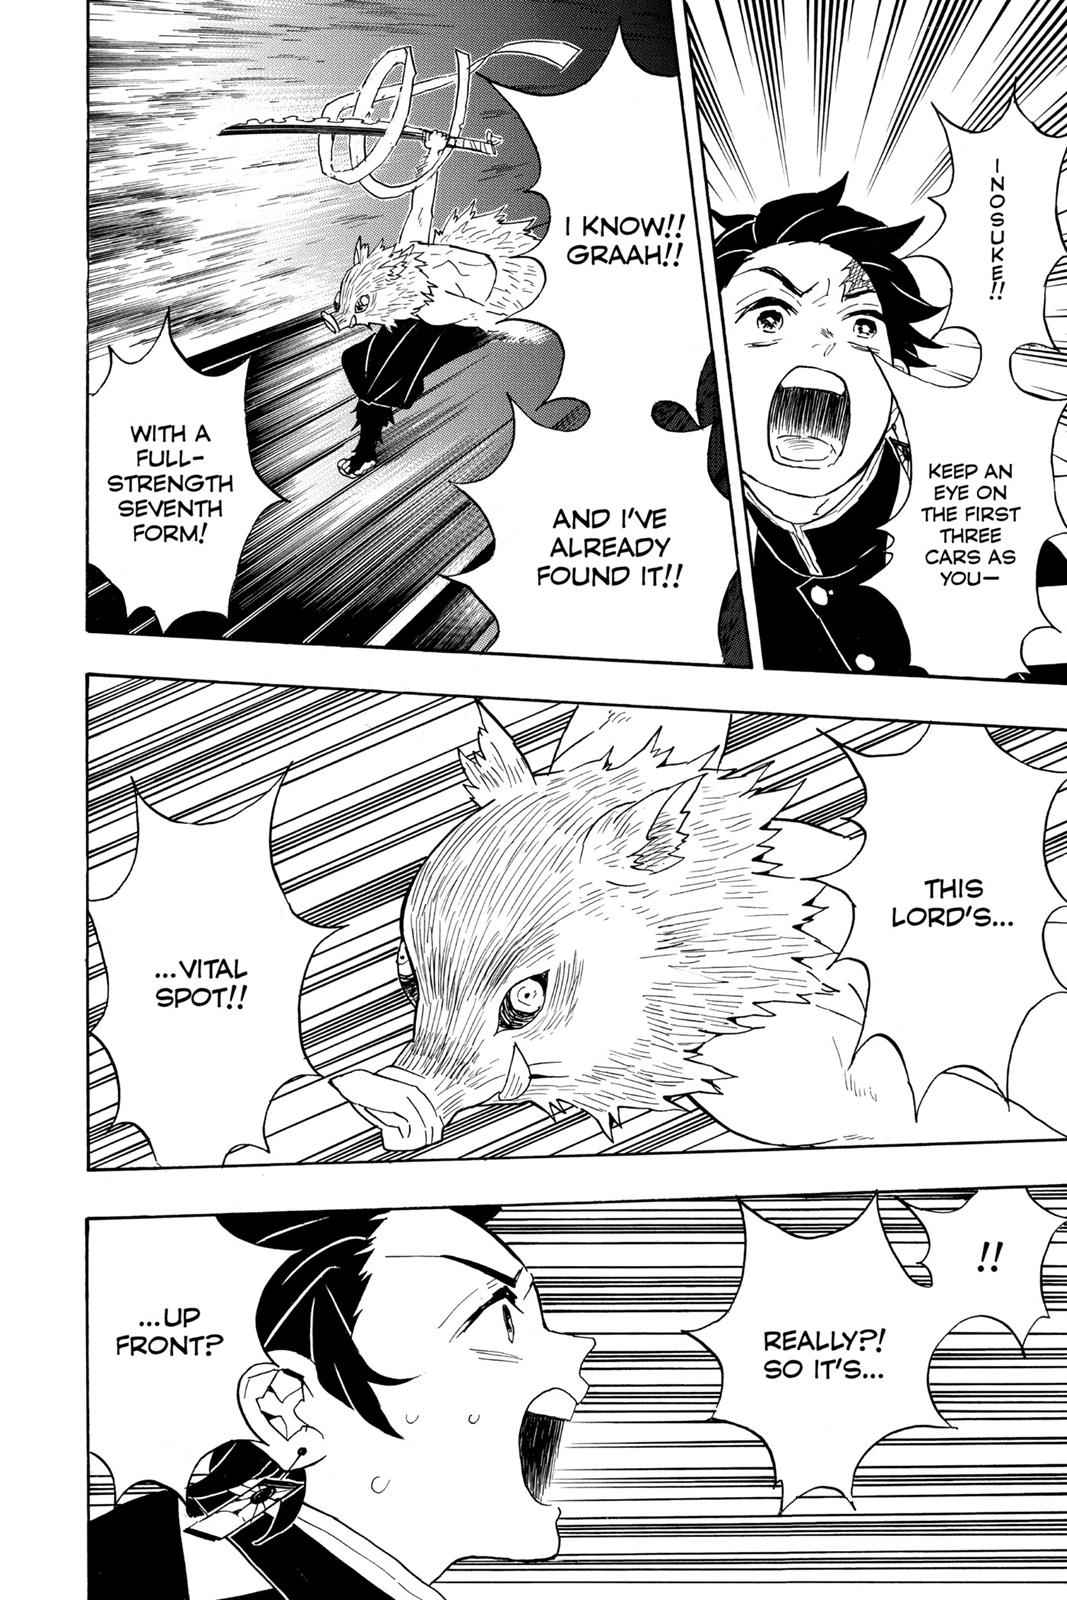 INOSUKE!!
KEEP AN
EYE ON
THE FIRST
THREE
CARS AS
YOU—
I KNOW!!
GRAAH!!
AND I'VE
ALREADY
FOUND IT!!
WITH A
FULL-
STRENGTH
SEVENTH
FORM!
THIS
LORD'S...
...VITAL
SPOT!!
!!
REALLY?!
SO IT'S...
...UP
FRONT?